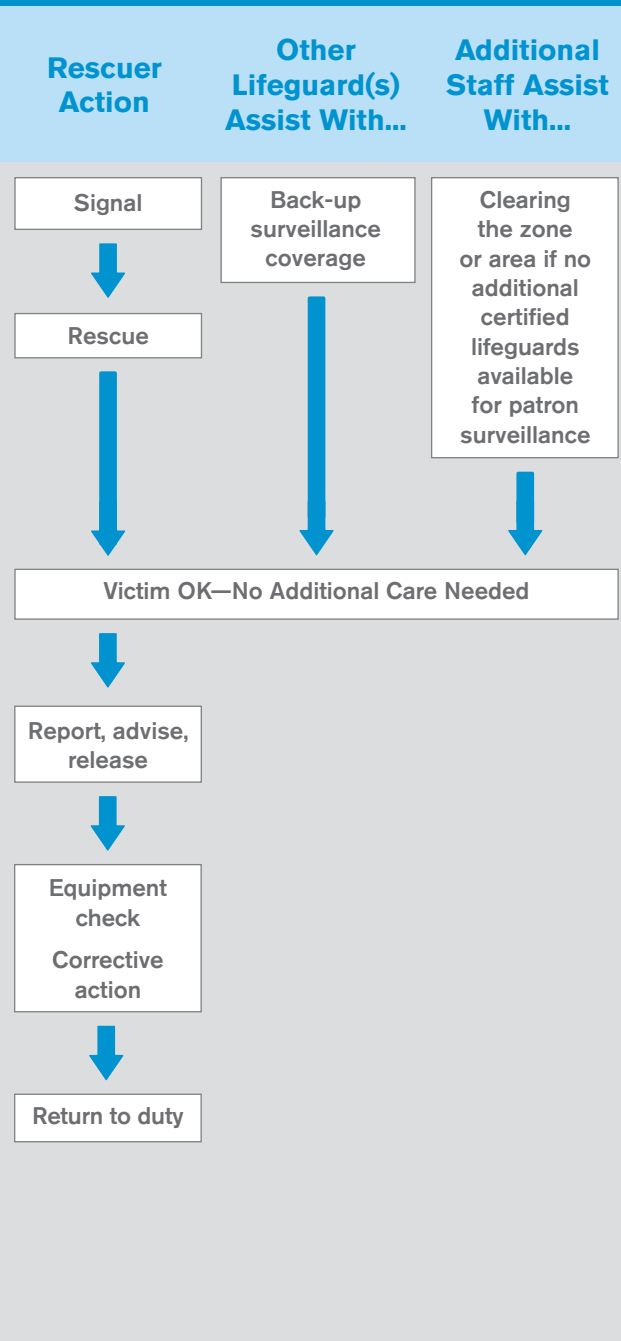 Rescuer
Action
Other
Lifeguard(s)
Assist With...
Additional
Staff Assist
With...
Signal
Rescue
Back-up
surveillance
coverage
Clearing
the zone
or area if no
additional
certified
lifeguards
available
for patron
surveillance
Victim OK—No Additional Care Needed
Report, advise,
release
Equipment
check
Corrective
action
Return to duty